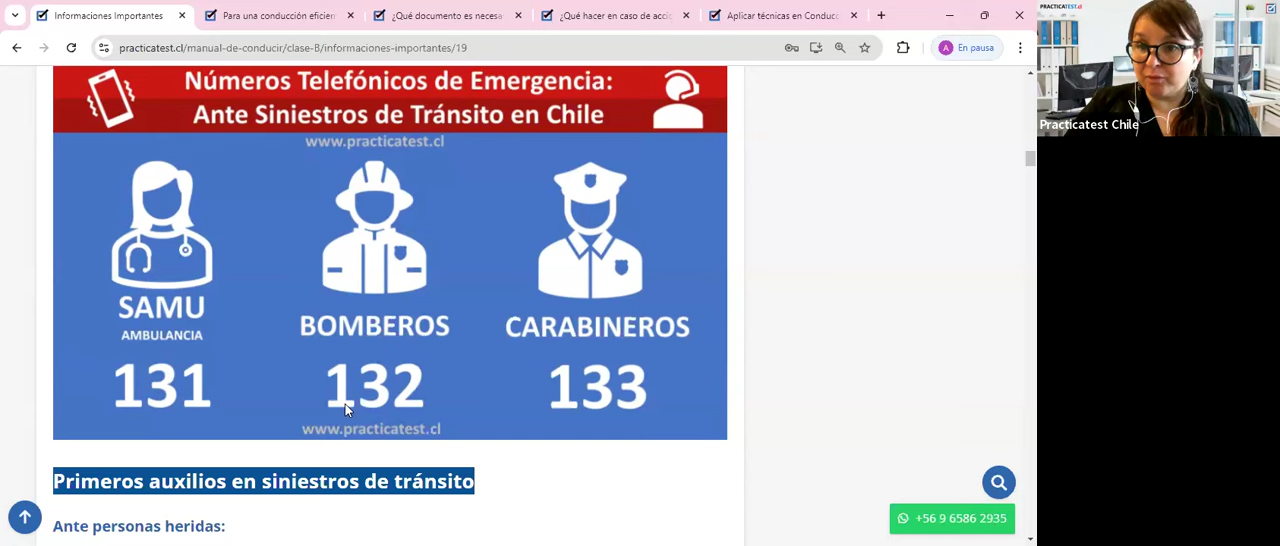 Informaciones Importantes
Para una conducción eficien
¿Qué documento es necesa
¿Qué hacer en caso de acci
Aplicar técnicas en Conducc
practicatest.cl/manual-de-conducir/clase-B/informaciones-importantes/19
A
En pausa
PRACTICATEST.cl
Practicatest Chile
Números Telefónicos de Emergencia:
Ante Siniestros de Tránsito en Chile
www.practicatest.cl
SAMU
AMBULANCIA
131
BOMBEROS
132
CARABINEROS
133
www.practicatest.cl
Primeros auxilios en siniestros de tránsito
Ante personas heridas:
+56 9 6586 2935